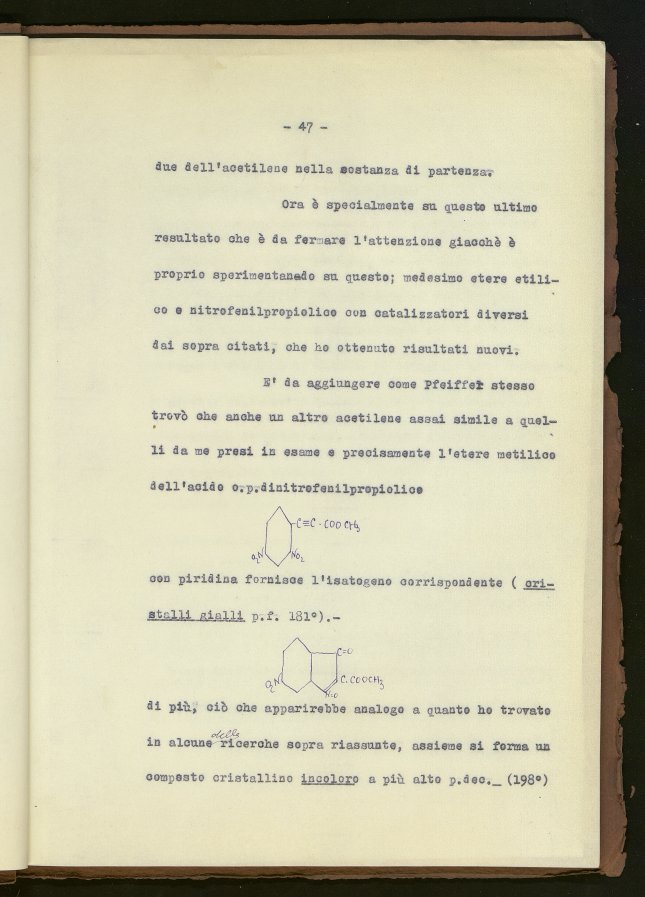 - 47 -
due dell'acetilene nella sostanza di partenza.
Ora è specialmente su questo ultimo
resultato che è da fermare l'attenzione giacchè è
proprio sperimentanedo su questo; medesimo etere etili-
co o nitrofenilpropiolico con catalizzatori diversi
dai sopra citati, che ho ottenuto risultati nuovi.
E' da aggiungere come Pfeiffer stesso
trovò che anche un altro acetilene assai simile a quel-
li da me presi in esame e precisamente l'etere metilico
dell'acido o.p.dinitrofenilpropiolico
C≡C-COOCH3
O2N NO2
con piridina fornisce l'isatogeno corrispondente ( cri-
stalli gialli p.f. 181°).-
C=O
O2N C.COOCH3
N=O
di più, ciò che apparirebbe analogo a quanto ho trovato
delle
in alcune ricerche sopra riassunte, assieme si forma un
composto cristallino incoloro a più alto p.dec._ (198°)